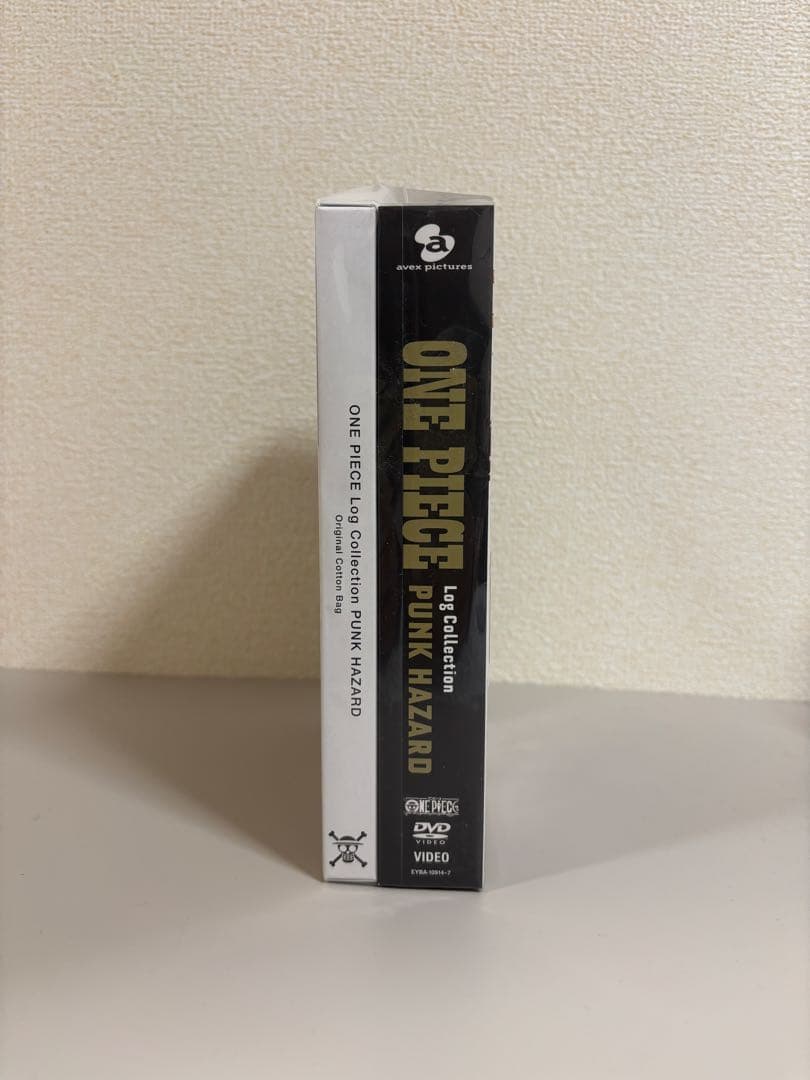 ONE PIECE Log Collection PUNK HAZARD
Original Cotton Bag
a
avex pictures
ONE PIECE
Log Collection
PUNK HAZARD
ONE PIECE
DVD
VIDEO
VIDEO
EYBA-10914~7